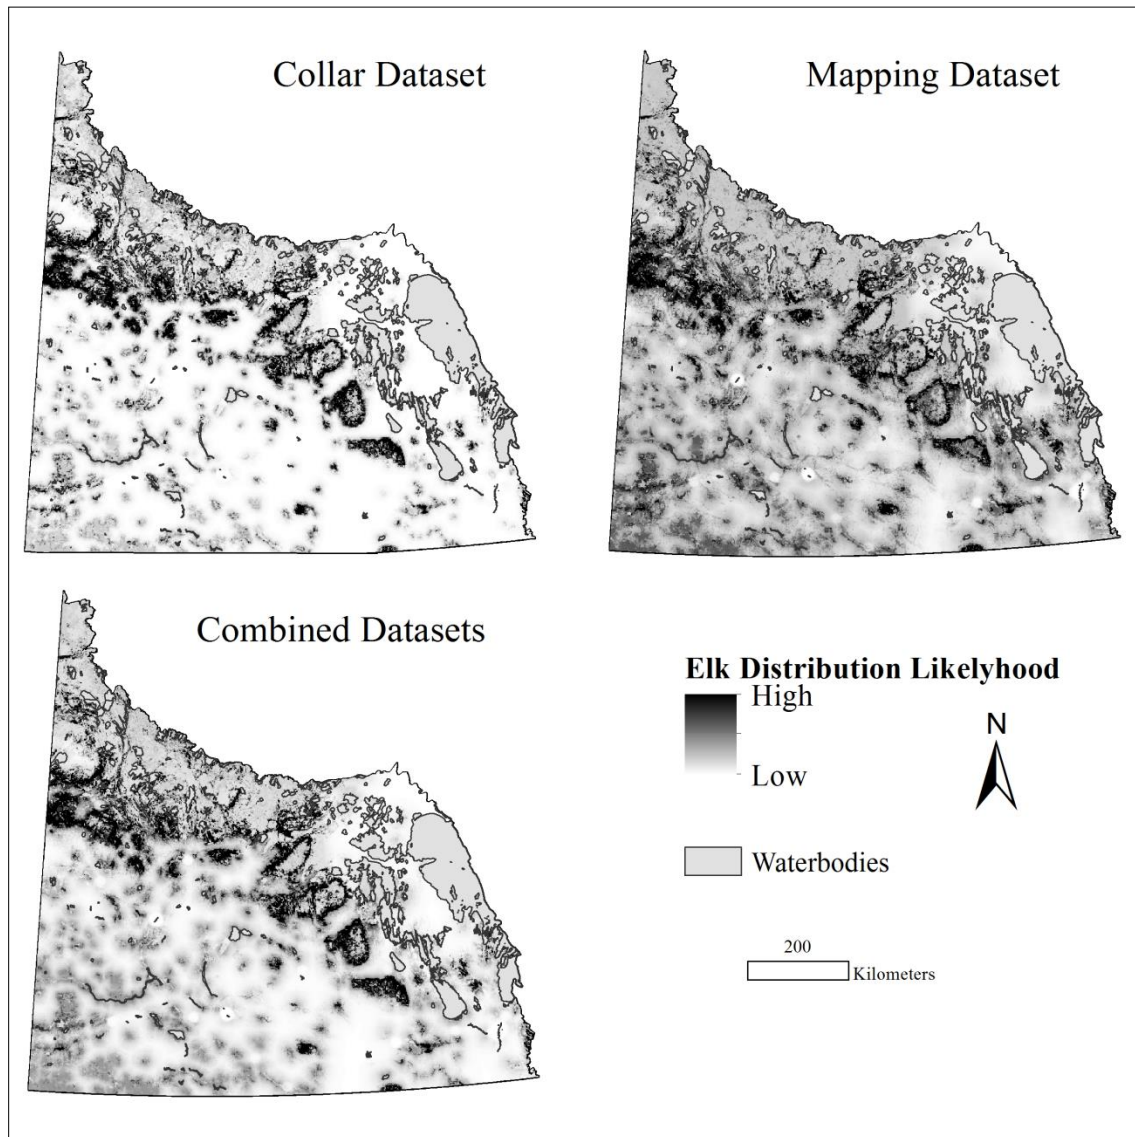 Collar Dataset
Mapping Dataset
Combined Datasets
Elk Distribution Likelyhood
High
Low
N
Waterbodies
200
Kilometers